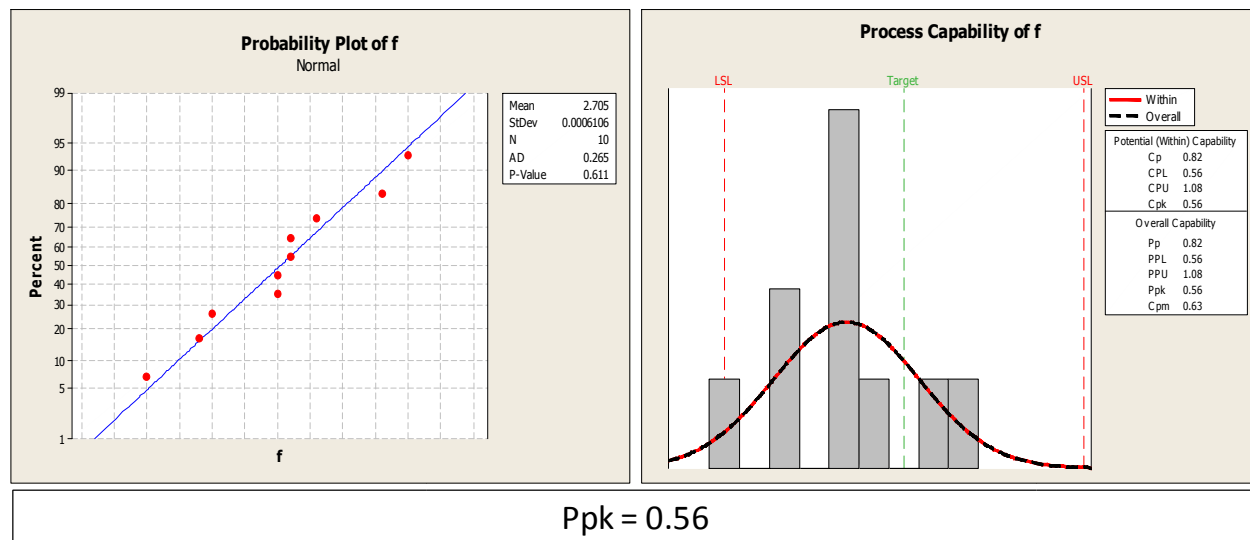 Probability Plot of f
Normal
99
95
90
80
70
60
50
40
30
20
10
5
1
Percent
f
Mean 2.705
StDev 0.0006106
N 10
AD 0.265
P-Value 0.611
Process Capability of f
LSL Target USL
Within
Overall
Potential (Within) Capability
Cp 0.82
CPL 0.56
CPU 1.08
Cpk 0.56
Overall Capability
Pp 0.82
PPL 0.56
PPU 1.08
Ppk 0.56
Cpm 0.63
Ppk = 0.56